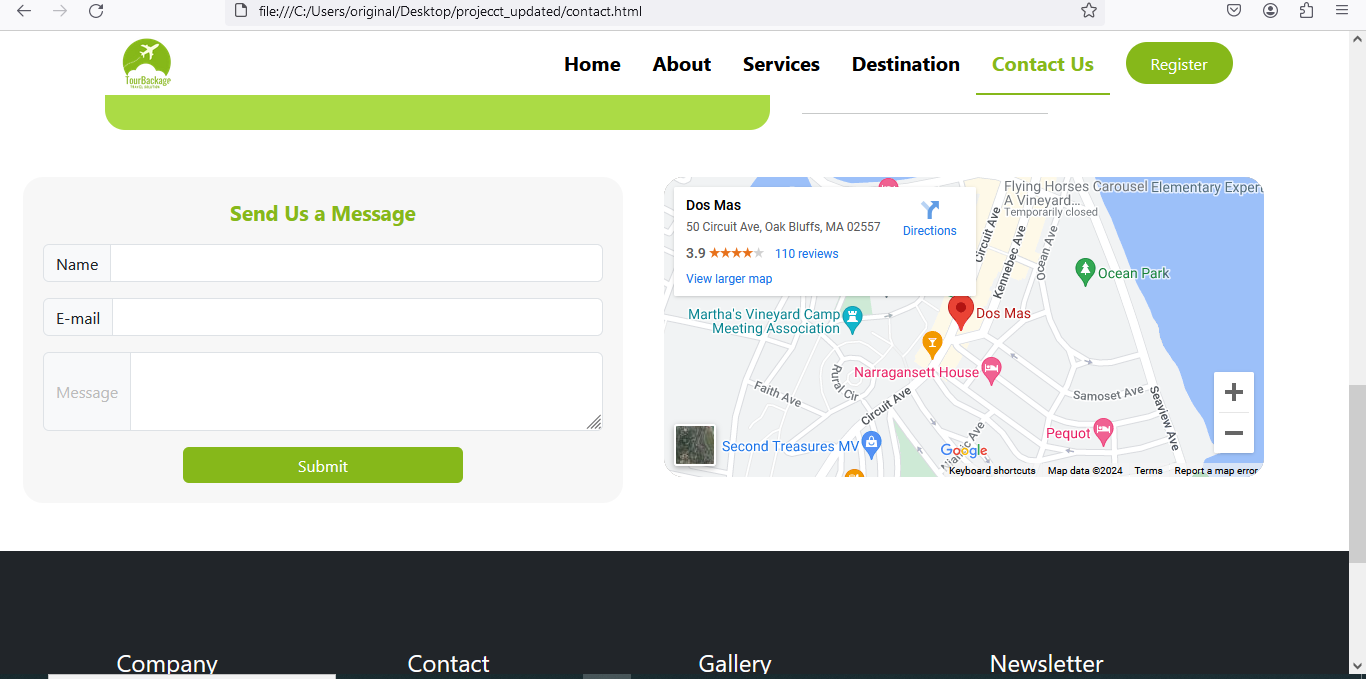 file:///C:/Users/original/Desktop/projecct_updated/contact.html
TourBackage
TRAVEL SOLUTION
Home
About
Services
Destination
Contact Us
Register
Send Us a Message
Name
E-mail
Message
Submit
Dos Mas
50 Circuit Ave, Oak Bluffs, MA 02557
3.9
110 reviews
View larger map
Directions
Flying Horses Carousel
A Vineyard...
Temporarily closed
Elementary Exper
Circuit Ave
Kennebec Ave
Ocean Ave
Ocean Park
Martha's Vineyard Camp
Meeting Association
Dos Mas
Narragansett House
Rural Cir
Faith Ave
Circuit Ave
Samoset Ave
Seaview Ave
Pequot
Second Treasures MV
Niantic Ave
Google
Keyboard shortcuts
Map data ©2024
Terms
Report a map error
Company
Contact
Gallery
Newsletter